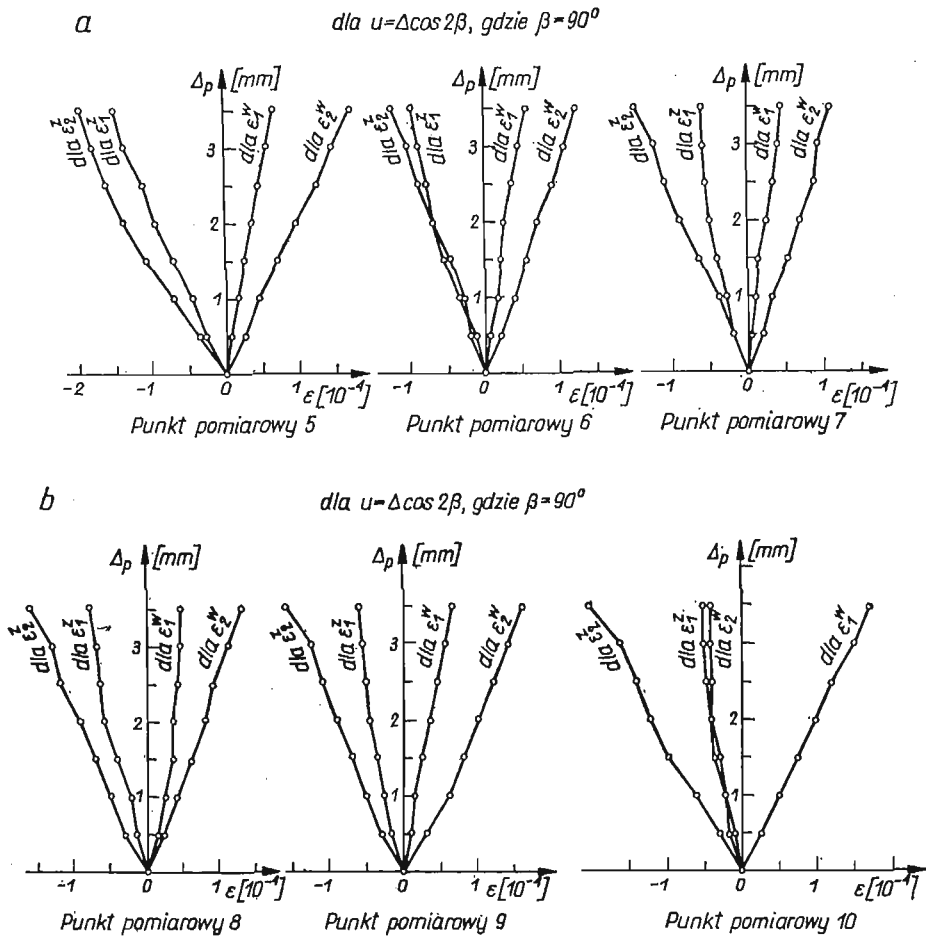 a
dla u=Δcos 2β, gdzie β=90°
Δp [mm]
Δp [mm]
Δp [mm]
dla ε₂ᶻ
dla ε₁ᶻ
dla ε₁ʷ
dla ε₂ʷ
dla ε₂ᶻ
dla ε₁ᶻ
dla ε₁ʷ
dla ε₂ʷ
dla ε₂ᶻ
dla ε₁ᶻ
dla ε₁ʷ
dla ε₂ʷ
3
3
3
2
2
2
1
1
1
-2 -1 0 1 ε[10⁻⁴]
-1 0 1 ε[10⁻⁴]
-1 0 1 ε[10⁻⁴]
Punkt pomiarowy 5
Punkt pomiarowy 6
Punkt pomiarowy 7
b
dla u=Δcos 2β, gdzie β=90°
Δp [mm]
Δp [mm]
Δp [mm]
dla ε₂ᶻ
dla ε₁ᶻ
dla ε₁ʷ
dla ε₂ʷ
dla ε₂ᶻ
dla ε₁ᶻ
dla ε₁ʷ
dla ε₂ʷ
dla ε₂ᶻ
dla ε₁ᶻ
dla ε₂ʷ
dla ε₁ʷ
3
3
3
2
2
2
1
1
1
-1 0 1 ε[10⁻⁴]
-1 0 1 ε[10⁻⁴]
-1 0 1 ε[10⁻⁴]
Punkt pomiarowy 8
Punkt pomiarowy 9
Punkt pomiarowy 10